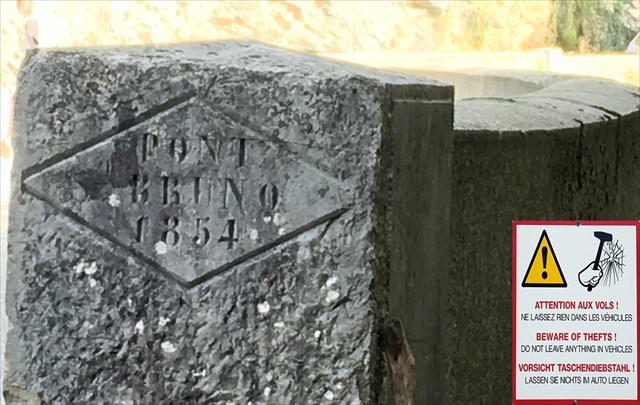 PONT
BRUNO
1854
ATTENTION AUX VOLS !
NE LAISSEZ RIEN DANS LES VÉHICULES
BEWARE OF THEFTS !
DO NOT LEAVE ANYTHING IN VEHICLES
VORSICHT TASCHENDIEBSTAHL !
LASSEN SIE NICHTS IM AUTO LIEGEN